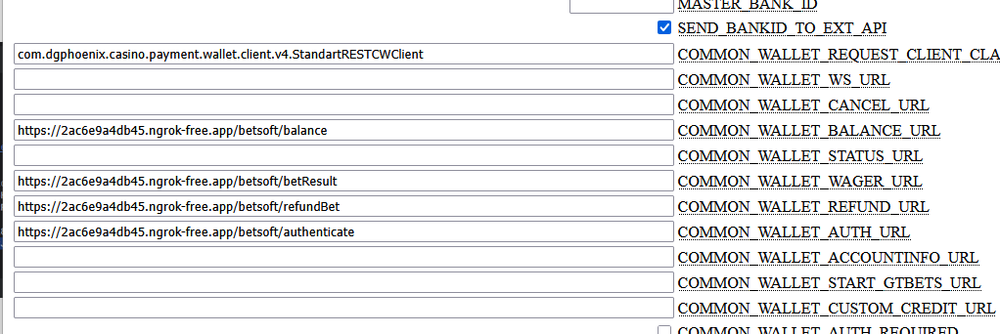 MASTER_BANK_ID
SEND_BANKID_TO_EXT_API
com.dgphoenix.casino.payment.wallet.client.v4.StandartRESTCWClient COMMON_WALLET_REQUEST_CLIENT_CLA
COMMON_WALLET_WS_URL
COMMON_WALLET_CANCEL_URL
https://2ac6e9a4db45.ngrok-free.app/betsoft/balance COMMON_WALLET_BALANCE_URL
COMMON_WALLET_STATUS_URL
https://2ac6e9a4db45.ngrok-free.app/betsoft/betResult COMMON_WALLET_WAGER_URL
https://2ac6e9a4db45.ngrok-free.app/betsoft/refundBet COMMON_WALLET_REFUND_URL
https://2ac6e9a4db45.ngrok-free.app/betsoft/authenticate COMMON_WALLET_AUTH_URL
COMMON_WALLET_ACCOUNTINFO_URL
COMMON_WALLET_START_GTBETS_URL
COMMON_WALLET_CUSTOM_CREDIT_URL
COMMON_WALLET_AUTH_REQUIRED